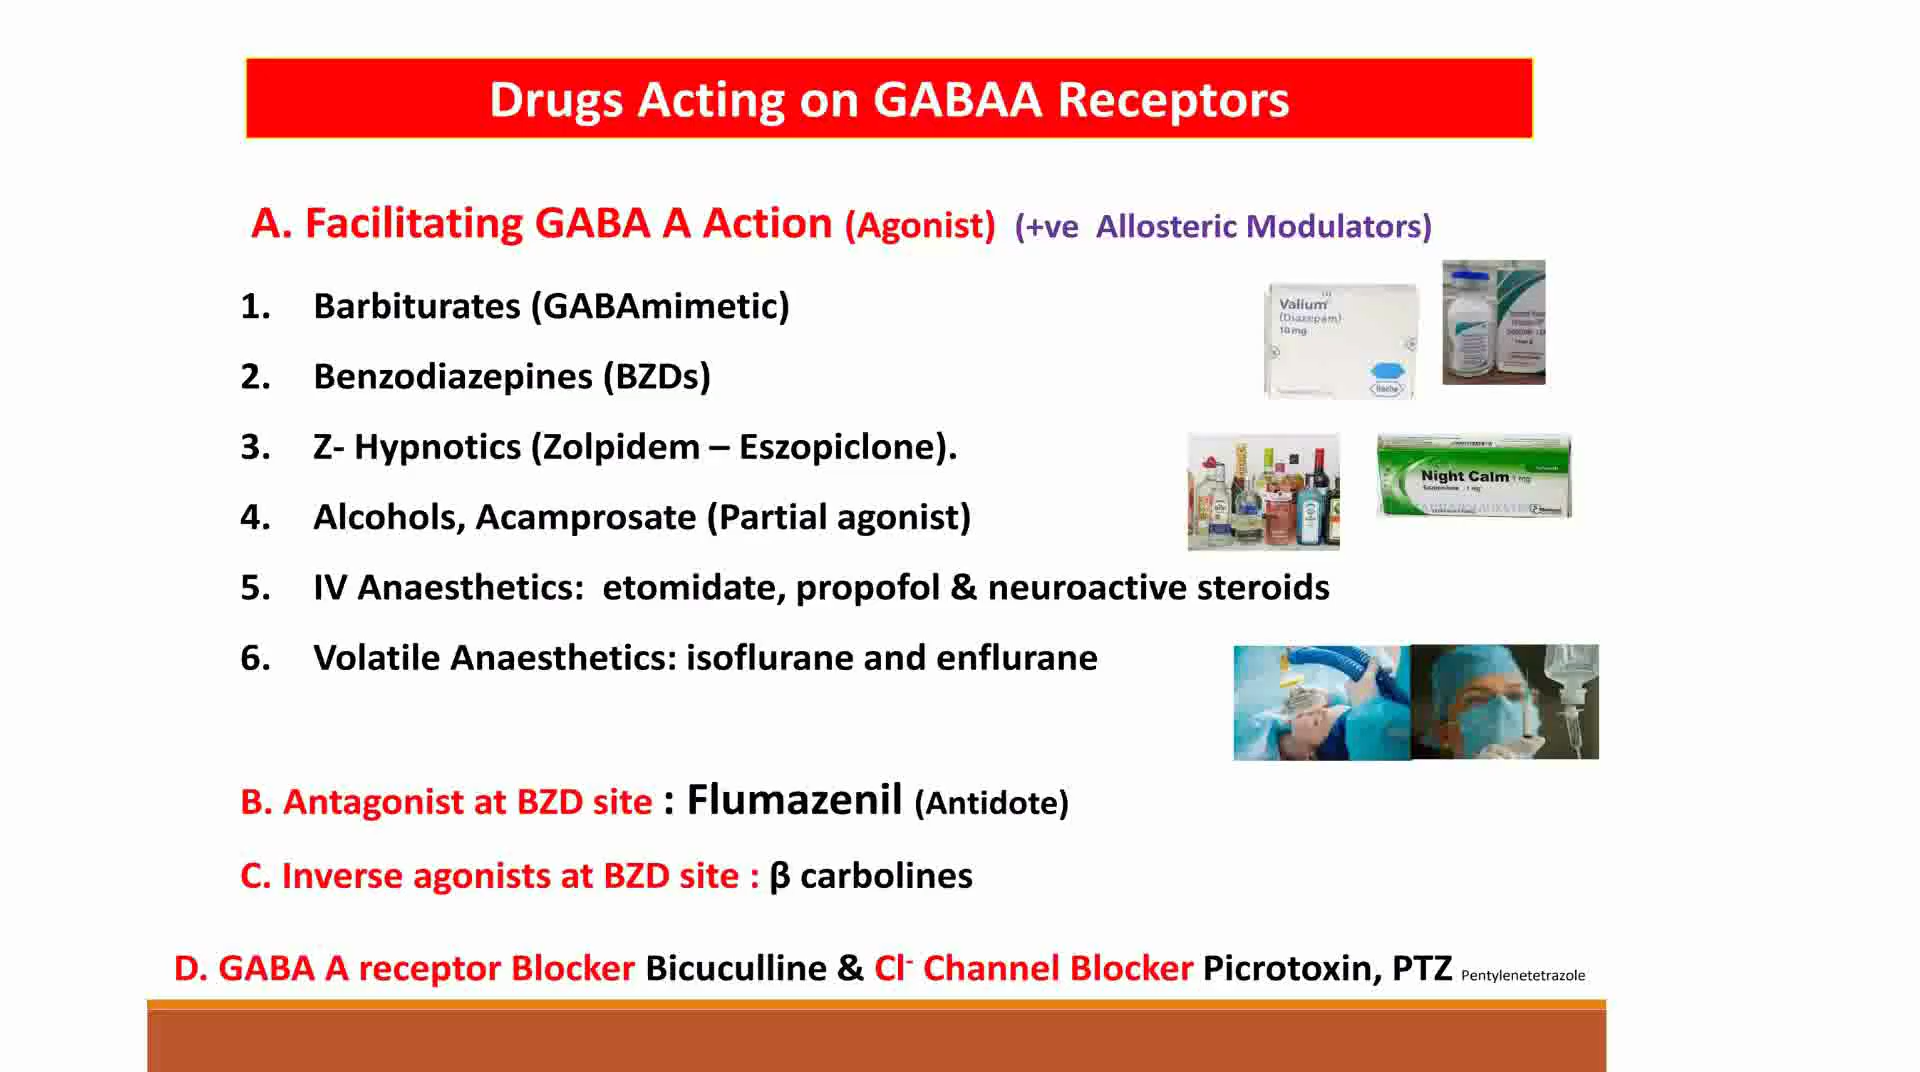 Drugs Acting on GABAA Receptors
A. Facilitating GABA A Action (Agonist) (+ve Allosteric Modulators)
1. Barbiturates (GABAmimetic)
2. Benzodiazepines (BZDs)
3. Z- Hypnotics (Zolpidem – Eszopiclone).
4. Alcohols, Acamprosate (Partial agonist)
5. IV Anaesthetics: etomidate, propofol & neuroactive steroids
6. Volatile Anaesthetics: isoflurane and enflurane
Valium
(Diazepam)
10 mg
Roche
Night Calm 1 mg
B. Antagonist at BZD site : Flumazenil (Antidote)
C. Inverse agonists at BZD site : β carbolines
D. GABA A receptor Blocker Bicuculline & Cl⁻ Channel Blocker Picrotoxin, PTZ Pentylenetetrazole